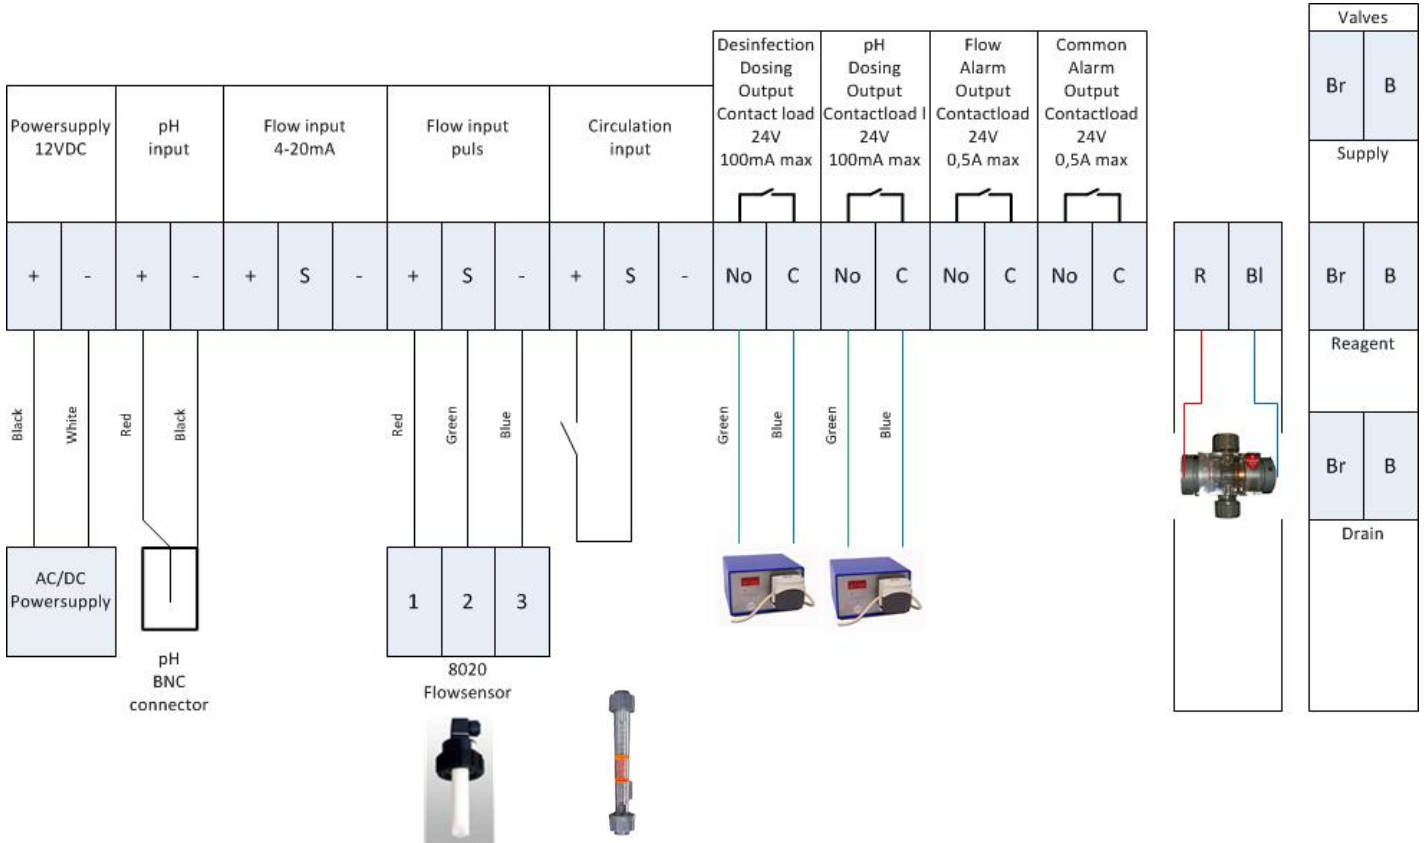 Valves
Desinfection
Dosing
Output
Contact load
24V
100mA max
pH
Dosing
Output
Contactload l
24V
100mA max
Flow
Alarm
Output
Contactload
24V
0,5A max
Common
Alarm
Output
Contactload
24V
0,5A max
Br B
Powersupply
12VDC
pH
input
Flow input
4-20mA
Flow input
puls
Circulation
input
Supply
+ - + - + S - + S - + S - No C No C No C No C R Bl Br B
Reagent
Black
White
Red
Black
Red
Green
Blue
Green
Blue
Green
Blue
Br B
Drain
AC/DC
Powersupply
1 2 3
pH
BNC
connector
8020
Flowsensor